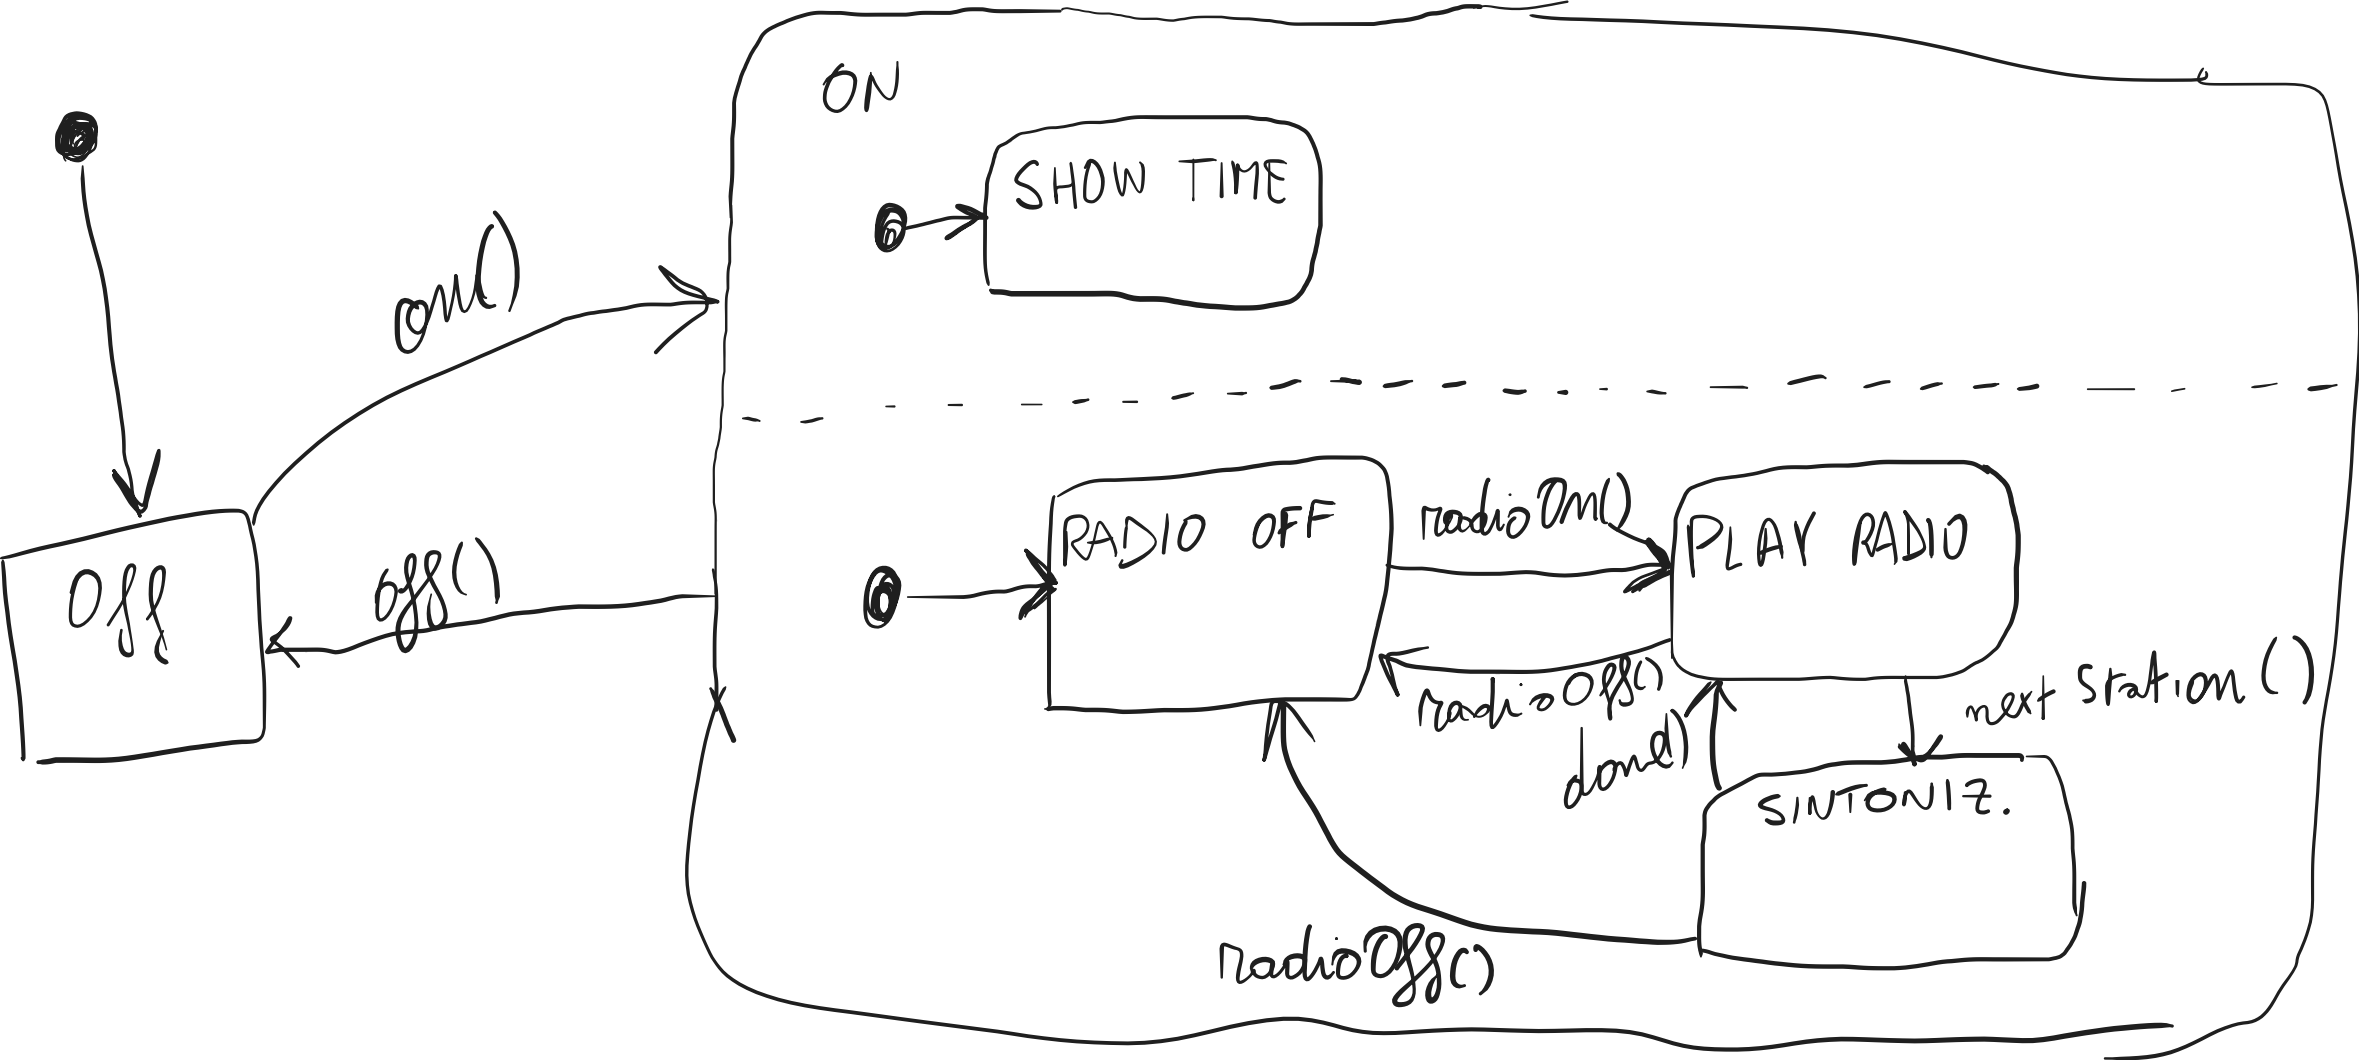 ON
SHOW TIME
on()
Off
off()
RADIO OFF
radioOn()
PLAY RADIO
radioOff()
next station()
done()
SINTONIZ.
radioOff()